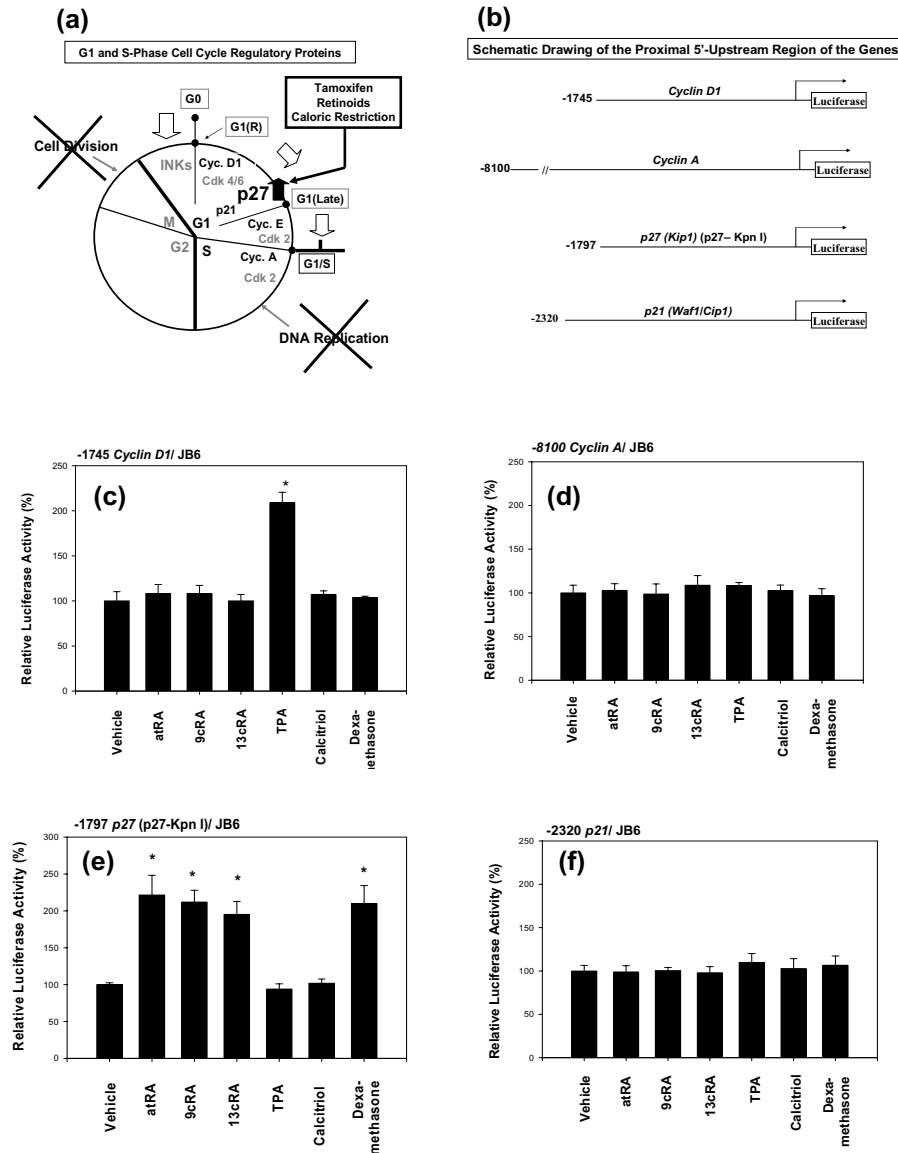 (a)
G1 and S-Phase Cell Cycle Regulatory Proteins
G0
Tamoxifen
Retinoids
Caloric Restriction
G1(R)
Cell Division
INKs
Cyc. D1
Cdk 4/6
p27
p21
G1(Late)
M
G1
Cyc. E
G2
S
Cdk 2
Cyc. A
G1/S
Cdk 2
DNA Replication
(b)
Schematic Drawing of the Proximal 5'-Upstream Region of the Genes
-1745
Cyclin D1
Luciferase
-8100
//
Cyclin A
Luciferase
-1797
p27 (Kip1) (p27– Kpn I)
Luciferase
-2320
p21 (Waf1/Cip1)
Luciferase
-1745 Cyclin D1/ JB6
(c)
Relative Luciferase Activity (%)
250
200
150
100
50
0
*
Vehicle
atRA
9cRA
13cRA
TPA
Calcitriol
Dexa-
methasone
-8100 Cyclin A/ JB6
(d)
Relative Luciferase Activity (%)
250
200
150
100
50
0
Vehicle
atRA
9cRA
13cRA
TPA
Calcitriol
Dexa-
methasone
-1797 p27 (p27-Kpn I)/ JB6
(e)
Relative Luciferase Activity (%)
300
250
200
150
100
50
0
*
*
*
*
Vehicle
atRA
9cRA
13cRA
TPA
Calcitriol
Dexa-
methasone
-2320 p21/ JB6
(f)
Relative Luciferase Activity (%)
250
200
150
100
50
0
Vehicle
atRA
9cRA
13cRA
TPA
Calcitriol
Dexa-
methasone